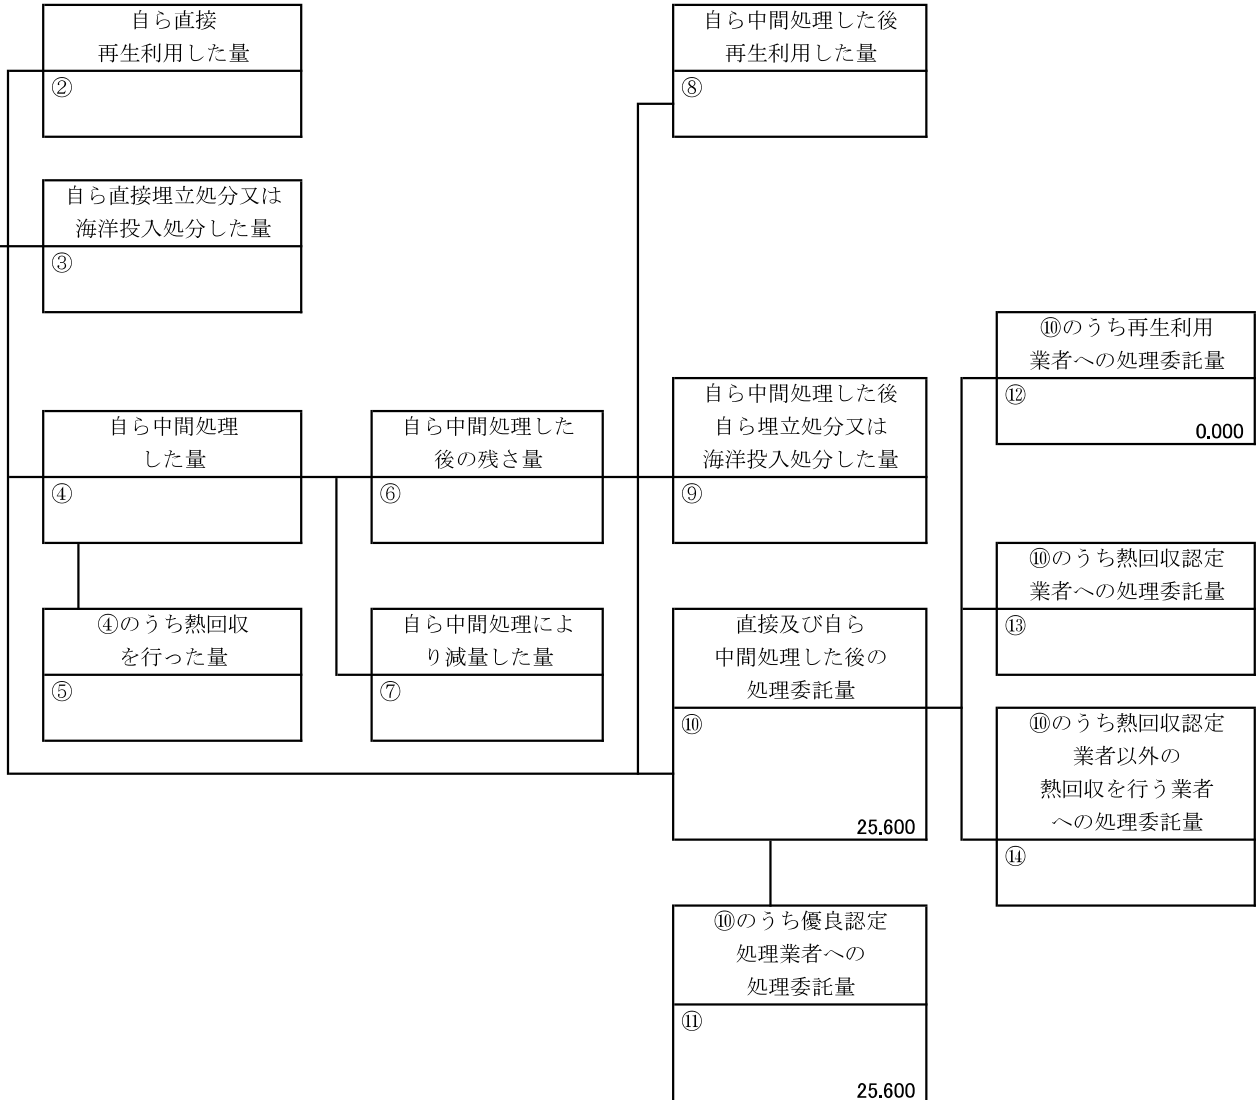 自ら直接
再生利用した量
②
自ら中間処理した後
再生利用した量
⑧
自ら直接埋立処分又は
海洋投入処分した量
③
⑩のうち再生利用
業者への処理委託量
⑫
0.000
自ら中間処理
した量
④
自ら中間処理した
後の残さ量
⑥
自ら中間処理した後
自ら埋立処分又は
海洋投入処分した量
⑨
⑩のうち熱回収認定
業者への処理委託量
⑬
④のうち熱回収
を行った量
⑤
自ら中間処理によ
り減量した量
⑦
直接及び自ら
中間処理した後の
処理委託量
⑩
25.600
⑩のうち熱回収認定
業者以外の
熱回収を行う業者
への処理委託量
⑭
⑩のうち優良認定
処理業者への
処理委託量
⑪
25.600